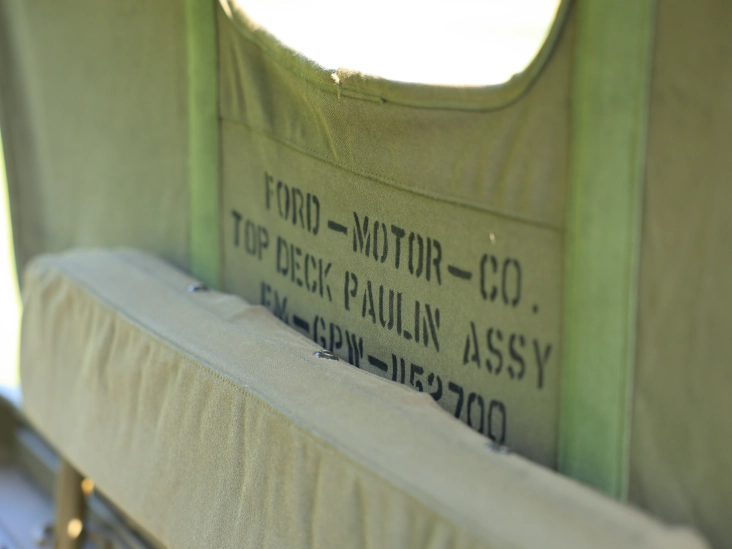 FORD-MOTOR-CO.
TOP DECK PAULIN ASSY
FM-GPW-1152700